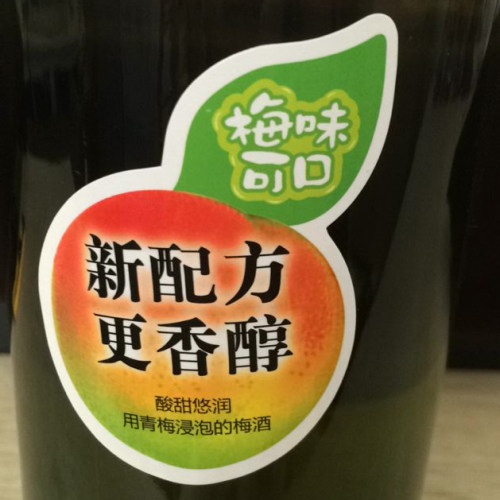 梅味
可口
新配方
更香醇
酸甜悠润
用青梅浸泡的梅酒